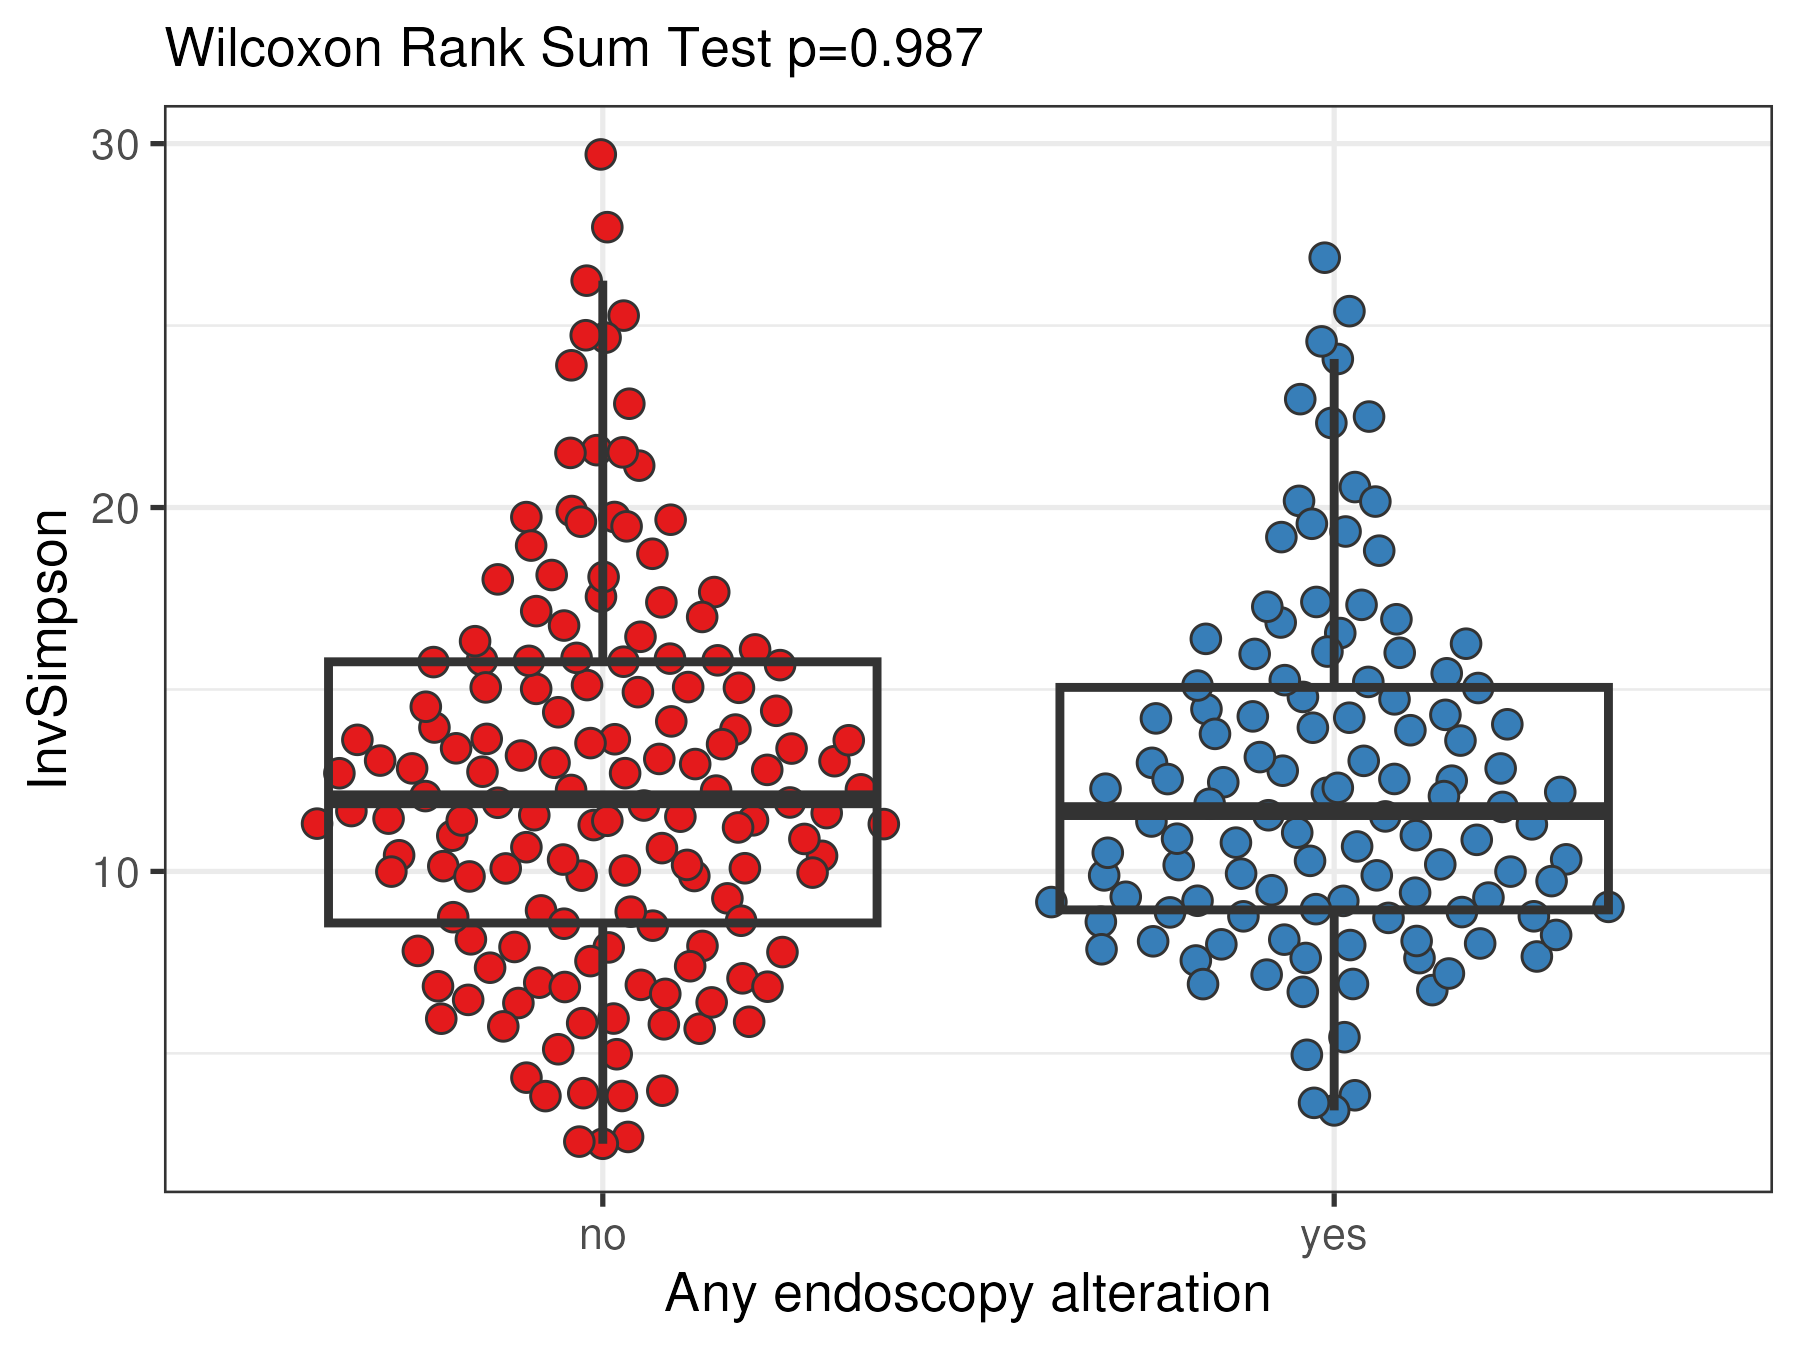 Wilcoxon Rank Sum Test p=0.987
30
20
10
InvSimpson
no
yes
Any endoscopy alteration